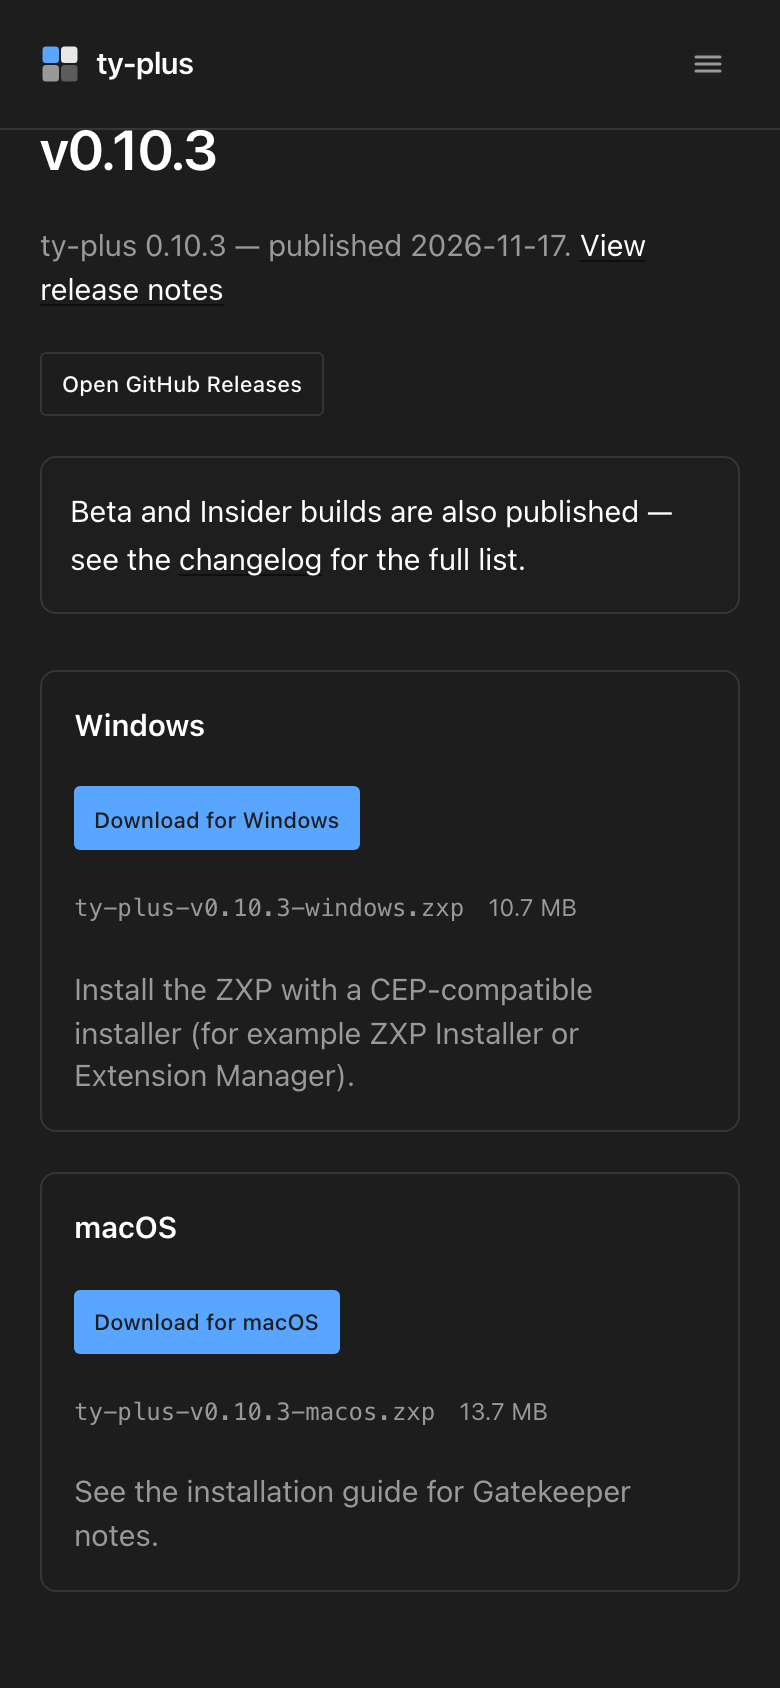 ty-plus
v0.10.3
ty-plus 0.10.3 — published 2026-11-17. View
release notes
Open GitHub Releases
Beta and Insider builds are also published —
see the changelog for the full list.
Windows
Download for Windows
ty-plus-v0.10.3-windows.zxp 10.7 MB
Install the ZXP with a CEP-compatible
installer (for example ZXP Installer or
Extension Manager).
macOS
Download for macOS
ty-plus-v0.10.3-macos.zxp 13.7 MB
See the installation guide for Gatekeeper
notes.